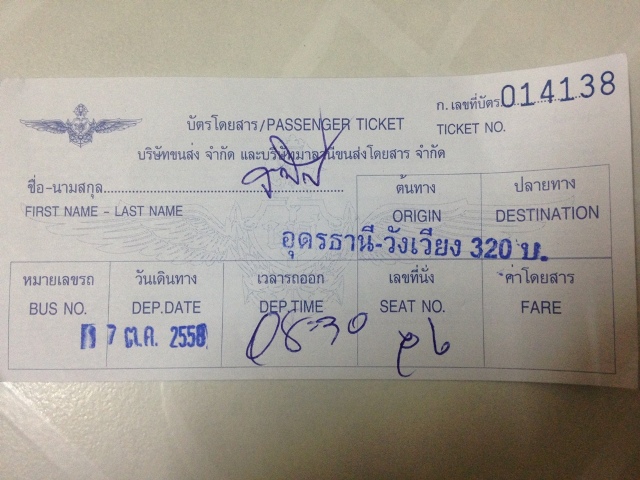 ก. เลขที่บัตร 014138
บัตรโดยสาร/PASSENGER TICKET
TICKET NO.
บริษัทขนส่ง จำกัด และบริษัทมาลานีขนส่งโดยสาร จำกัด
ชื่อ-นามสกุล
FIRST NAME - LAST NAME
ต้นทาง
ORIGIN
ปลายทาง
DESTINATION
อุดรธานี-วังเวียง 320 บ.
หมายเลขรถ
BUS NO.
วันเดินทาง
DEP.DATE
เวลารถออก
DEP.TIME
เลขที่นั่ง
SEAT NO.
ค่าโดยสาร
FARE
7 ต.ค. 2558
08:30